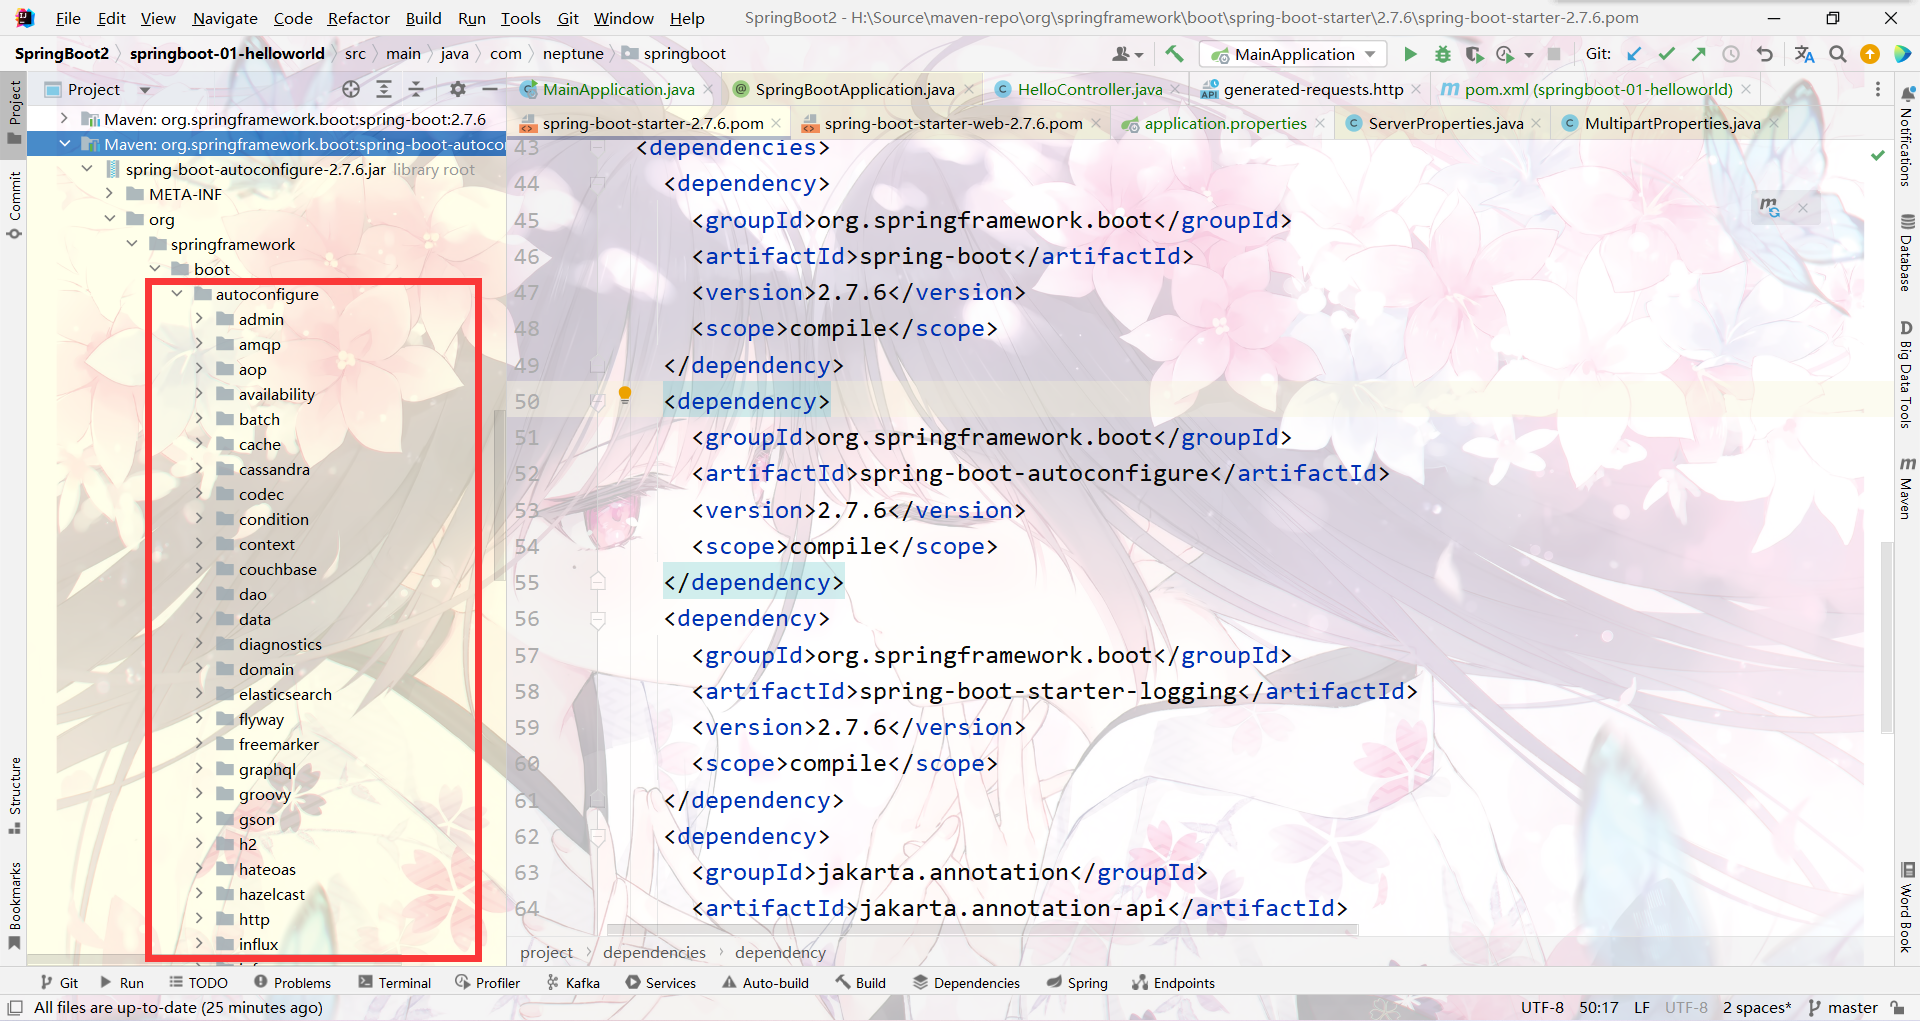 File Edit View Navigate Code Refactor Build Run Tools Git Window Help SpringBoot2 - H:\Source\maven-repo\org\springframework\boot\spring-boot-starter\2.7.6\spring-boot-starter-2.7.6.pom
SpringBoot2 springboot-01-helloworld src main java com neptune springboot MainApplication Git:
Project
MainApplication.java SpringBootApplication.java HelloController.java generated-requests.http pom.xml (springboot-01-helloworld)
spring-boot-starter-2.7.6.pom spring-boot-starter-web-2.7.6.pom application.properties ServerProperties.java MultipartProperties.java
Project
Commit
Structure
Bookmarks
Maven: org.springframework.boot:spring-boot:2.7.6
Maven: org.springframework.boot:spring-boot-autoco
spring-boot-autoconfigure-2.7.6.jar library root
META-INF
org
springframework
boot
autoconfigure
admin
amqp
aop
availability
batch
cache
cassandra
codec
condition
context
couchbase
dao
data
diagnostics
domain
elasticsearch
flyway
freemarker
graphql
groovy
gson
h2
hateoas
hazelcast
http
influx
43 <dependencies>
44 <dependency>
45 <groupId>org.springframework.boot</groupId>
46 <artifactId>spring-boot</artifactId>
47 <version>2.7.6</version>
48 <scope>compile</scope>
49 </dependency>
50 <dependency>
51 <groupId>org.springframework.boot</groupId>
52 <artifactId>spring-boot-autoconfigure</artifactId>
53 <version>2.7.6</version>
54 <scope>compile</scope>
55 </dependency>
56 <dependency>
57 <groupId>org.springframework.boot</groupId>
58 <artifactId>spring-boot-starter-logging</artifactId>
59 <version>2.7.6</version>
60 <scope>compile</scope>
61 </dependency>
62 <dependency>
63 <groupId>jakarta.annotation</groupId>
64 <artifactId>jakarta.annotation-api</artifactId>
project dependencies dependency
Notifications
Database
D Big Data Tools
m Maven
Word Book
Git Run TODO Problems Terminal Profiler Kafka Services Auto-build Build Dependencies Spring Endpoints
All files are up-to-date (25 minutes ago) UTF-8 50:17 LF UTF-8 2 spaces* master